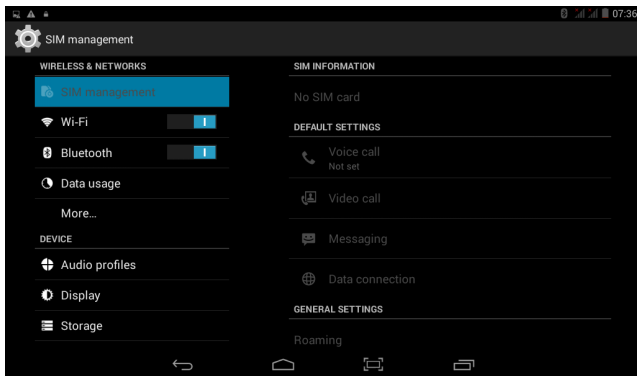 07:36
SIM management
WIRELESS & NETWORKS
SIM management
Wi-Fi
Bluetooth
Data usage
More...
DEVICE
Audio profiles
Display
Storage
SIM INFORMATION
No SIM card
DEFAULT SETTINGS
Voice call
Not set
Video call
Messaging
Data connection
GENERAL SETTINGS
Roaming